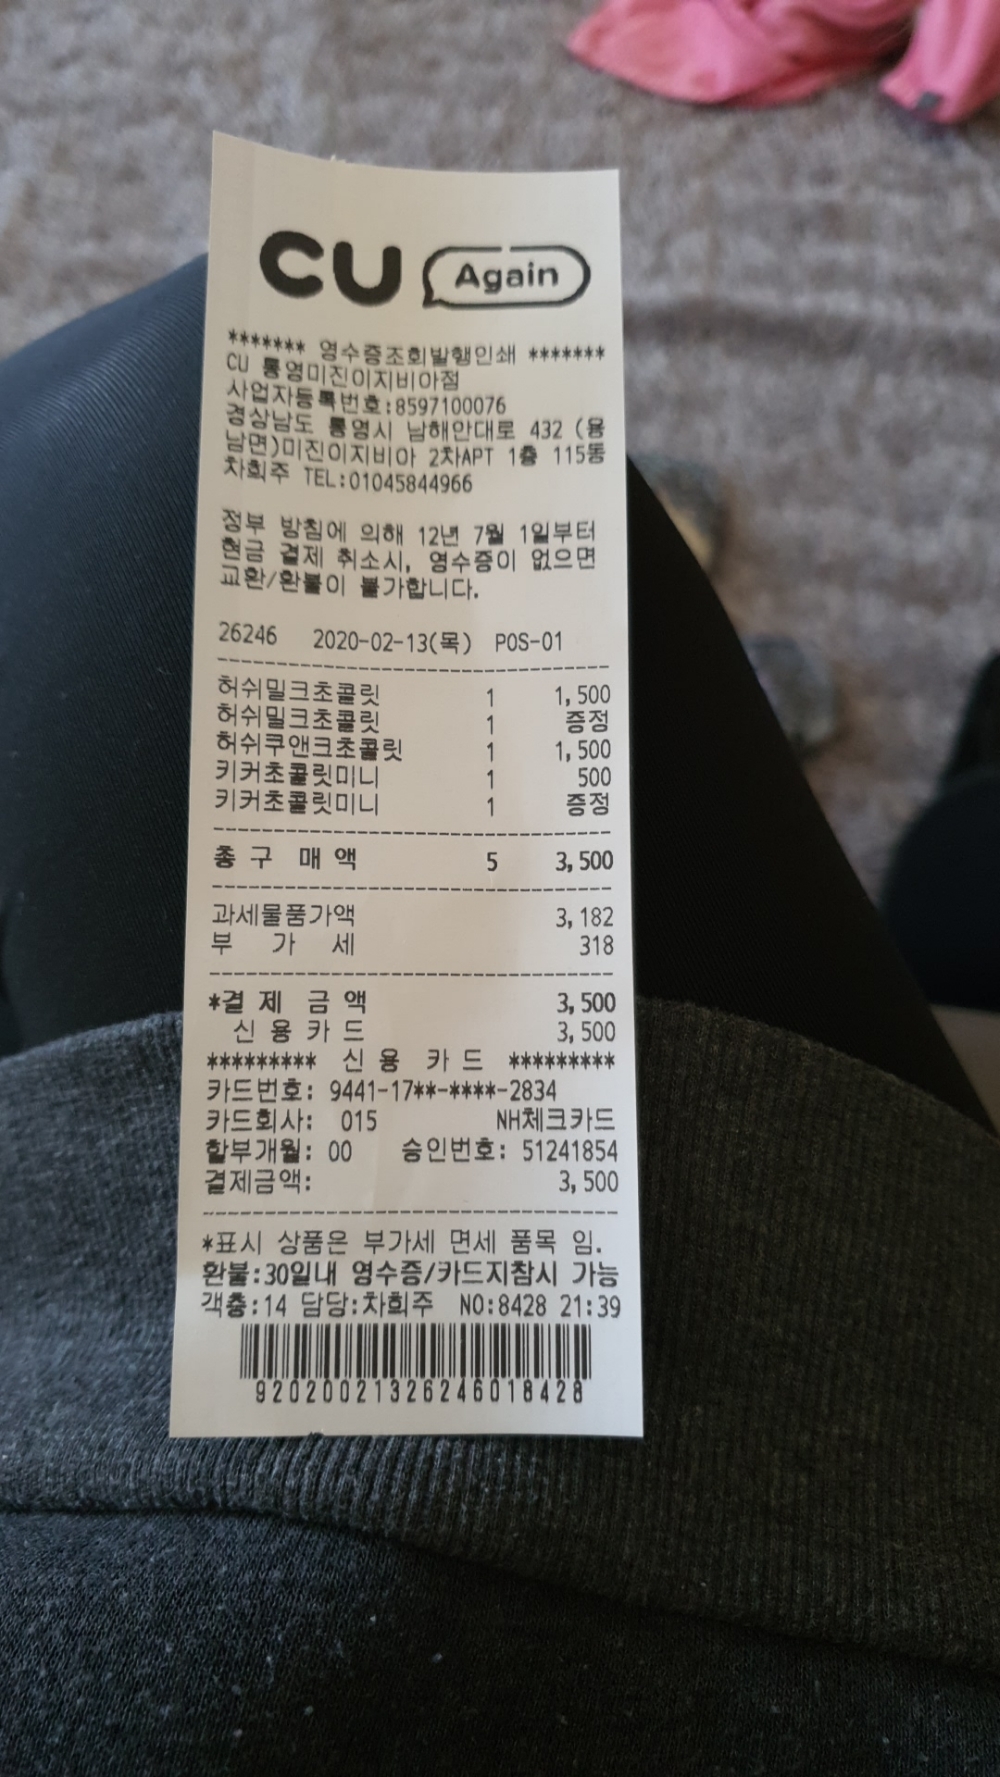 CU Again
******* 영수증조회발행인쇄 *******
CU 통영미진이지비아점
사업자등록번호:8597100076
경상남도 통영시 남해안대로 432 (용
남면)미진이지비아 2차APT 1층 115동
차희주 TEL:01045844966
정부 방침에 의해 12년 7월 1일부터
현금 결제 취소시, 영수증이 없으면
교환/환불이 불가합니다.
26246 2020-02-13(목) POS-01
허쉬밀크초콜릿 1 1,500
허쉬밀크초콜릿 1 증정
허쉬쿠앤크초콜릿 1 1,500
키커초콜릿미니 1 500
키커초콜릿미니 1 증정
총 구 매 액 5 3,500
과세물품가액 3,182
부 가 세 318
*결 제 금 액 3,500
신 용 카 드 3,500
********* 신 용 카 드 *********
카드번호: 9441-17**-****-2834
카드회사: 015 NH체크카드
할부개월: 00 승인번호: 51241854
결제금액: 3,500
*표시 상품은 부가세 면세 품목 임.
환불:30일내 영수증/카드지참시 가능
객층:14 담당:차희주 NO:8428 21:39
92020021326246018428